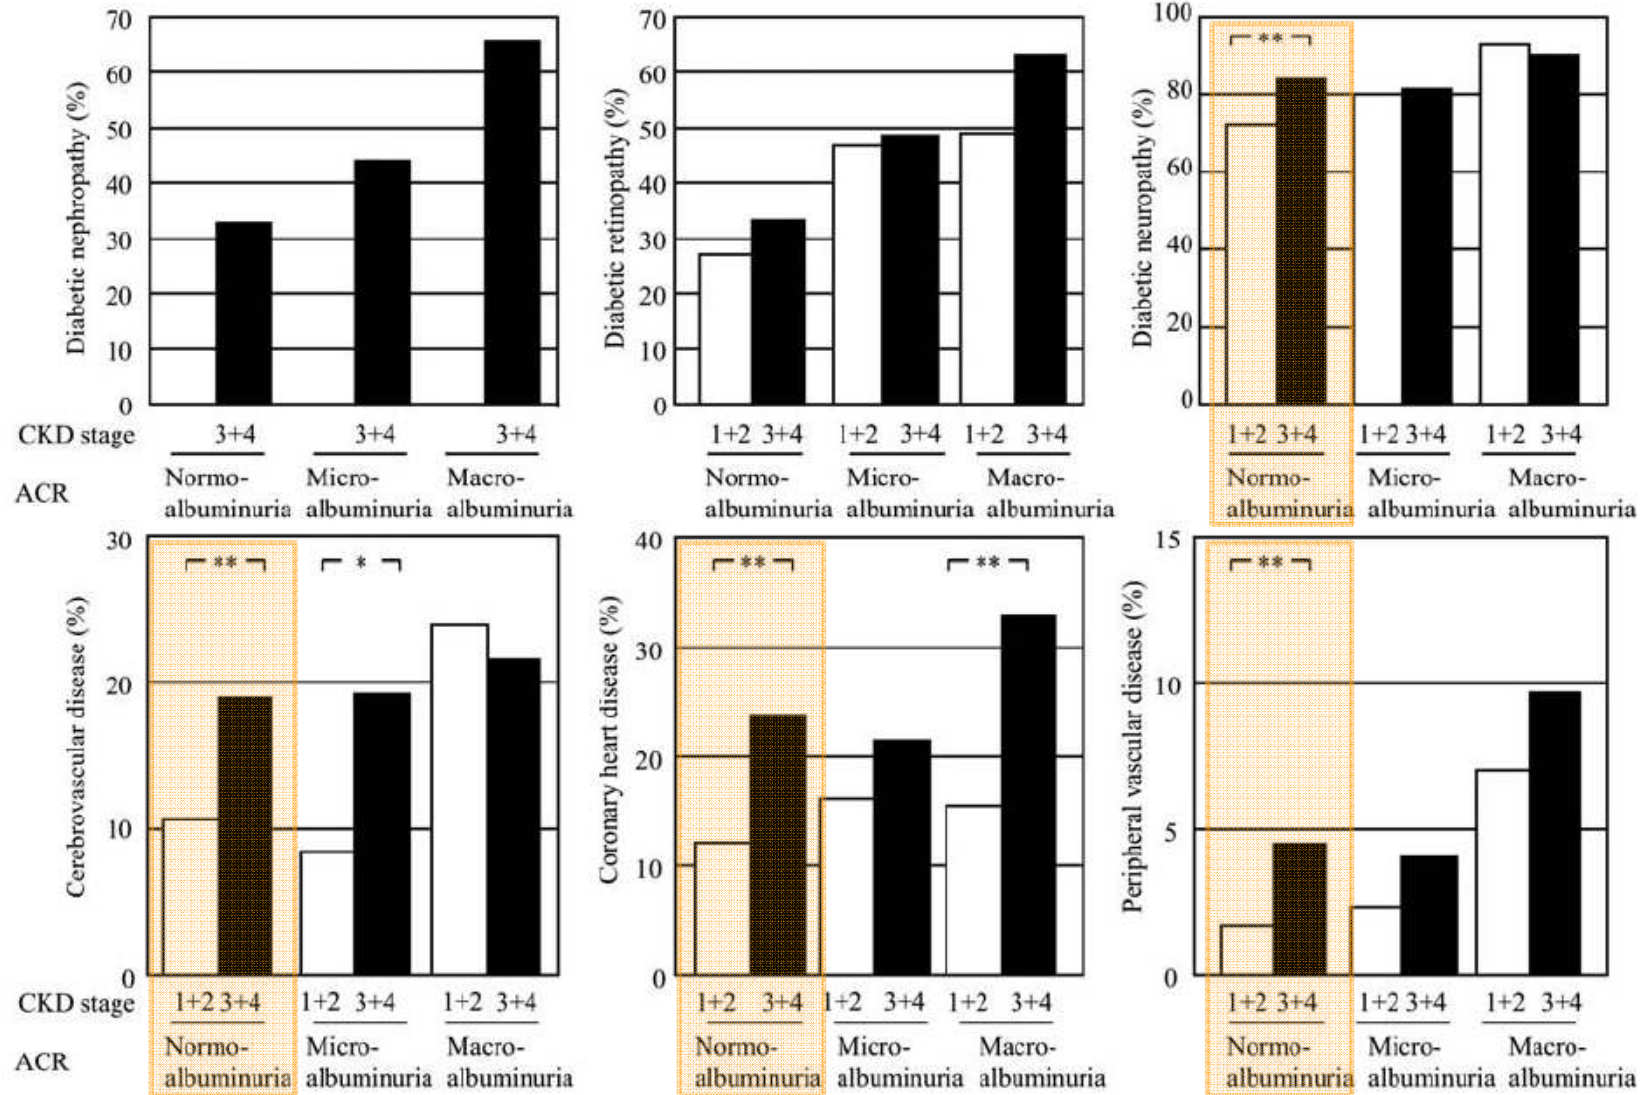 Diabetic nephropathy (%)
70
60
50
40
30
20
10
0
CKD stage 3+4 3+4 3+4
ACR Normo- Micro- Macro-
albuminuria albuminuria albuminuria
Diabetic retinopathy (%)
70
60
50
40
30
20
10
0
1+2 3+4 1+2 3+4 1+2 3+4
Normo- Micro- Macro-
albuminuria albuminuria albuminuria
Diabetic neuropathy (%)
100
80
60
40
20
0
**
1+2 3+4 1+2 3+4 1+2 3+4
Normo- Micro- Macro-
albuminuria albuminuria albuminuria
Cerebrovascular disease (%)
30
20
10
0
** *
CKD stage 1+2 3+4 1+2 3+4 1+2 3+4
ACR Normo- Micro- Macro-
albuminuria albuminuria albuminuria
Coronary heart disease (%)
40
30
20
10
0
** **
1+2 3+4 1+2 3+4 1+2 3+4
Normo- Micro- Macro-
albuminuria albuminuria albuminuria
Peripheral vascular disease (%)
15
10
5
0
**
1+2 3+4 1+2 3+4 1+2 3+4
Normo- Micro- Macro-
albuminuria albuminuria albuminuria